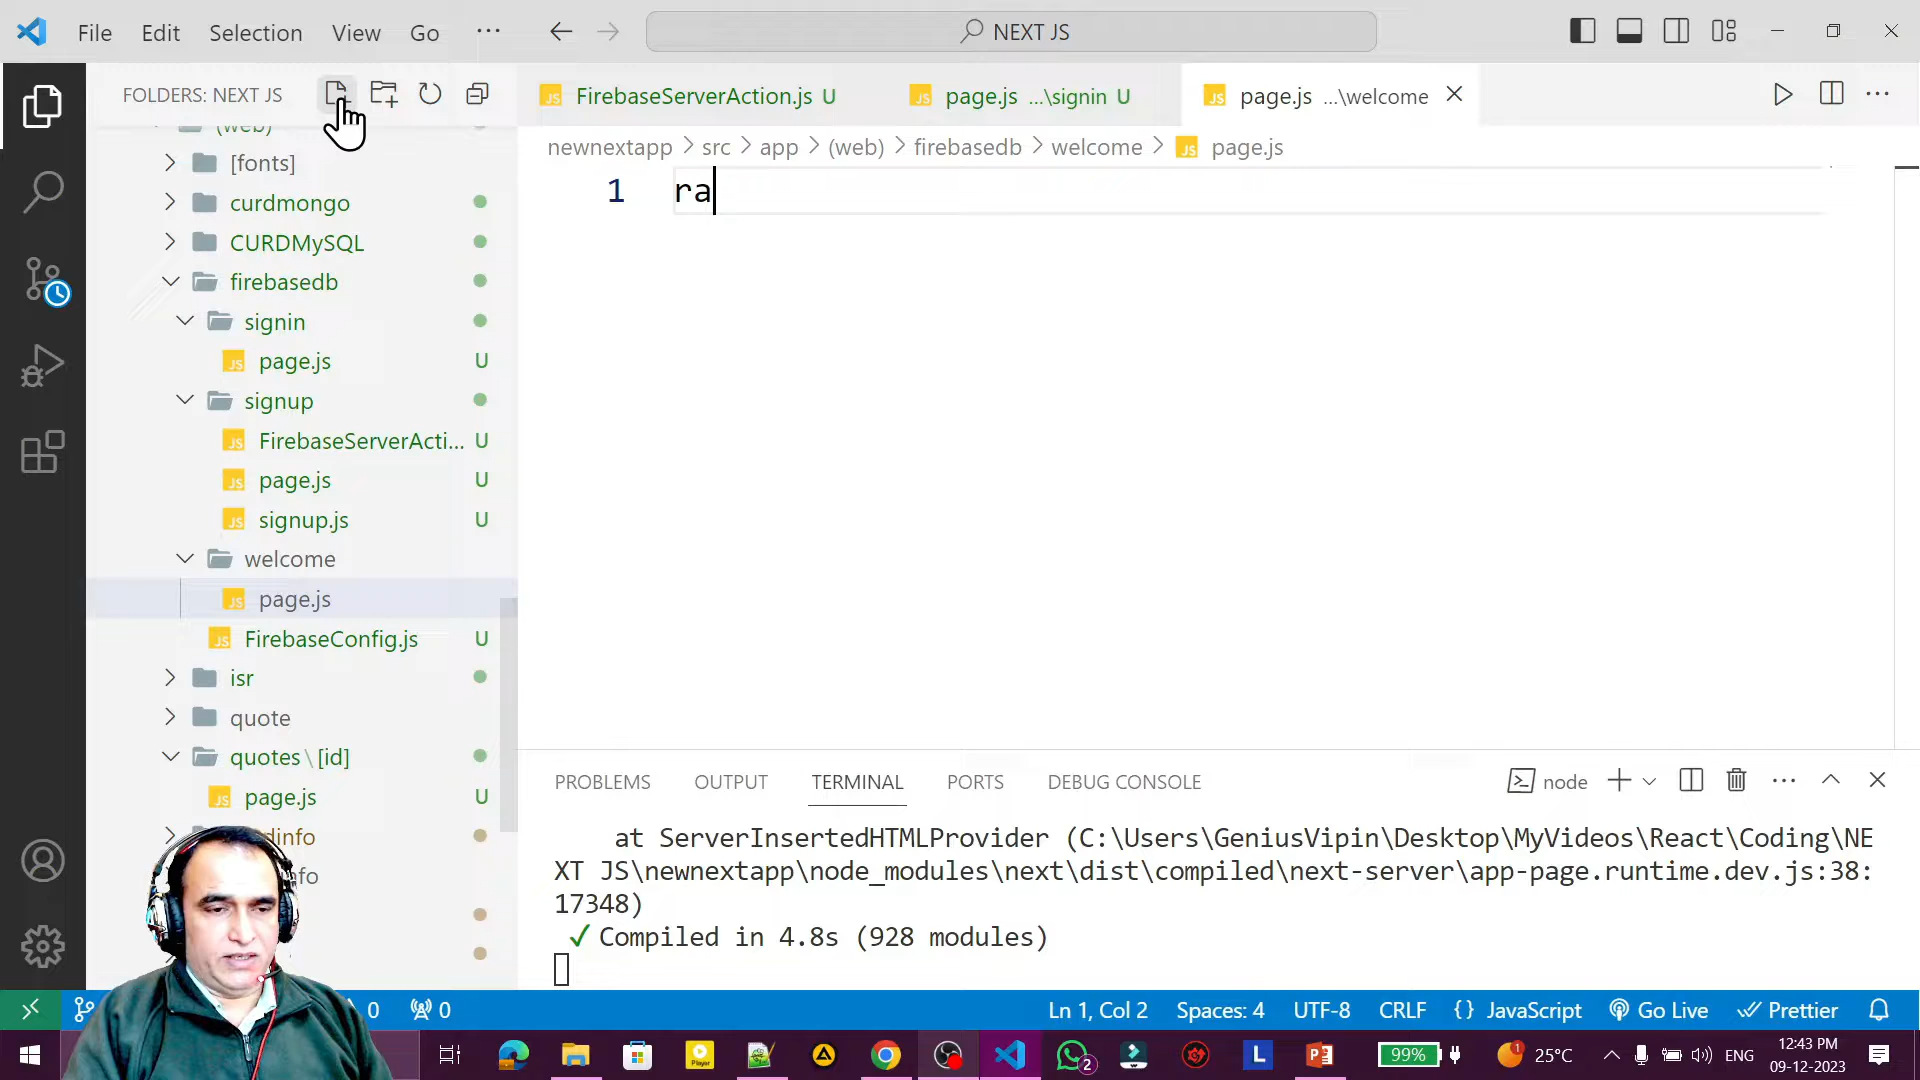 File Edit Selection View Go ... NEXT JS
FOLDERS: NEXT JS
FirebaseServerAction.js U page.js ...\signin U page.js ...\welcome
newnextapp > src > app > (web) > firebasedb > welcome > page.js
1 ra
(web)
[fonts]
curdmongo
CURDMySQL
firebasedb
signin
page.js U
signup
FirebaseServerActi... U
page.js U
signup.js U
welcome
page.js
FirebaseConfig.js U
isr
quote
quotes\[id]
page.js U
PROBLEMS OUTPUT TERMINAL PORTS DEBUG CONSOLE node
at ServerInsertedHTMLProvider (C:\Users\GeniusVipin\Desktop\MyVideos\React\Coding\NE
XT JS\newnextapp\node_modules\next\dist\compiled\next-server\app-page.runtime.dev.js:38:
17348)
✓ Compiled in 4.8s (928 modules)
0 0 Ln 1, Col 2 Spaces: 4 UTF-8 CRLF {} JavaScript Go Live Prettier
99% 25°C ENG 12:43 PM
09-12-2023